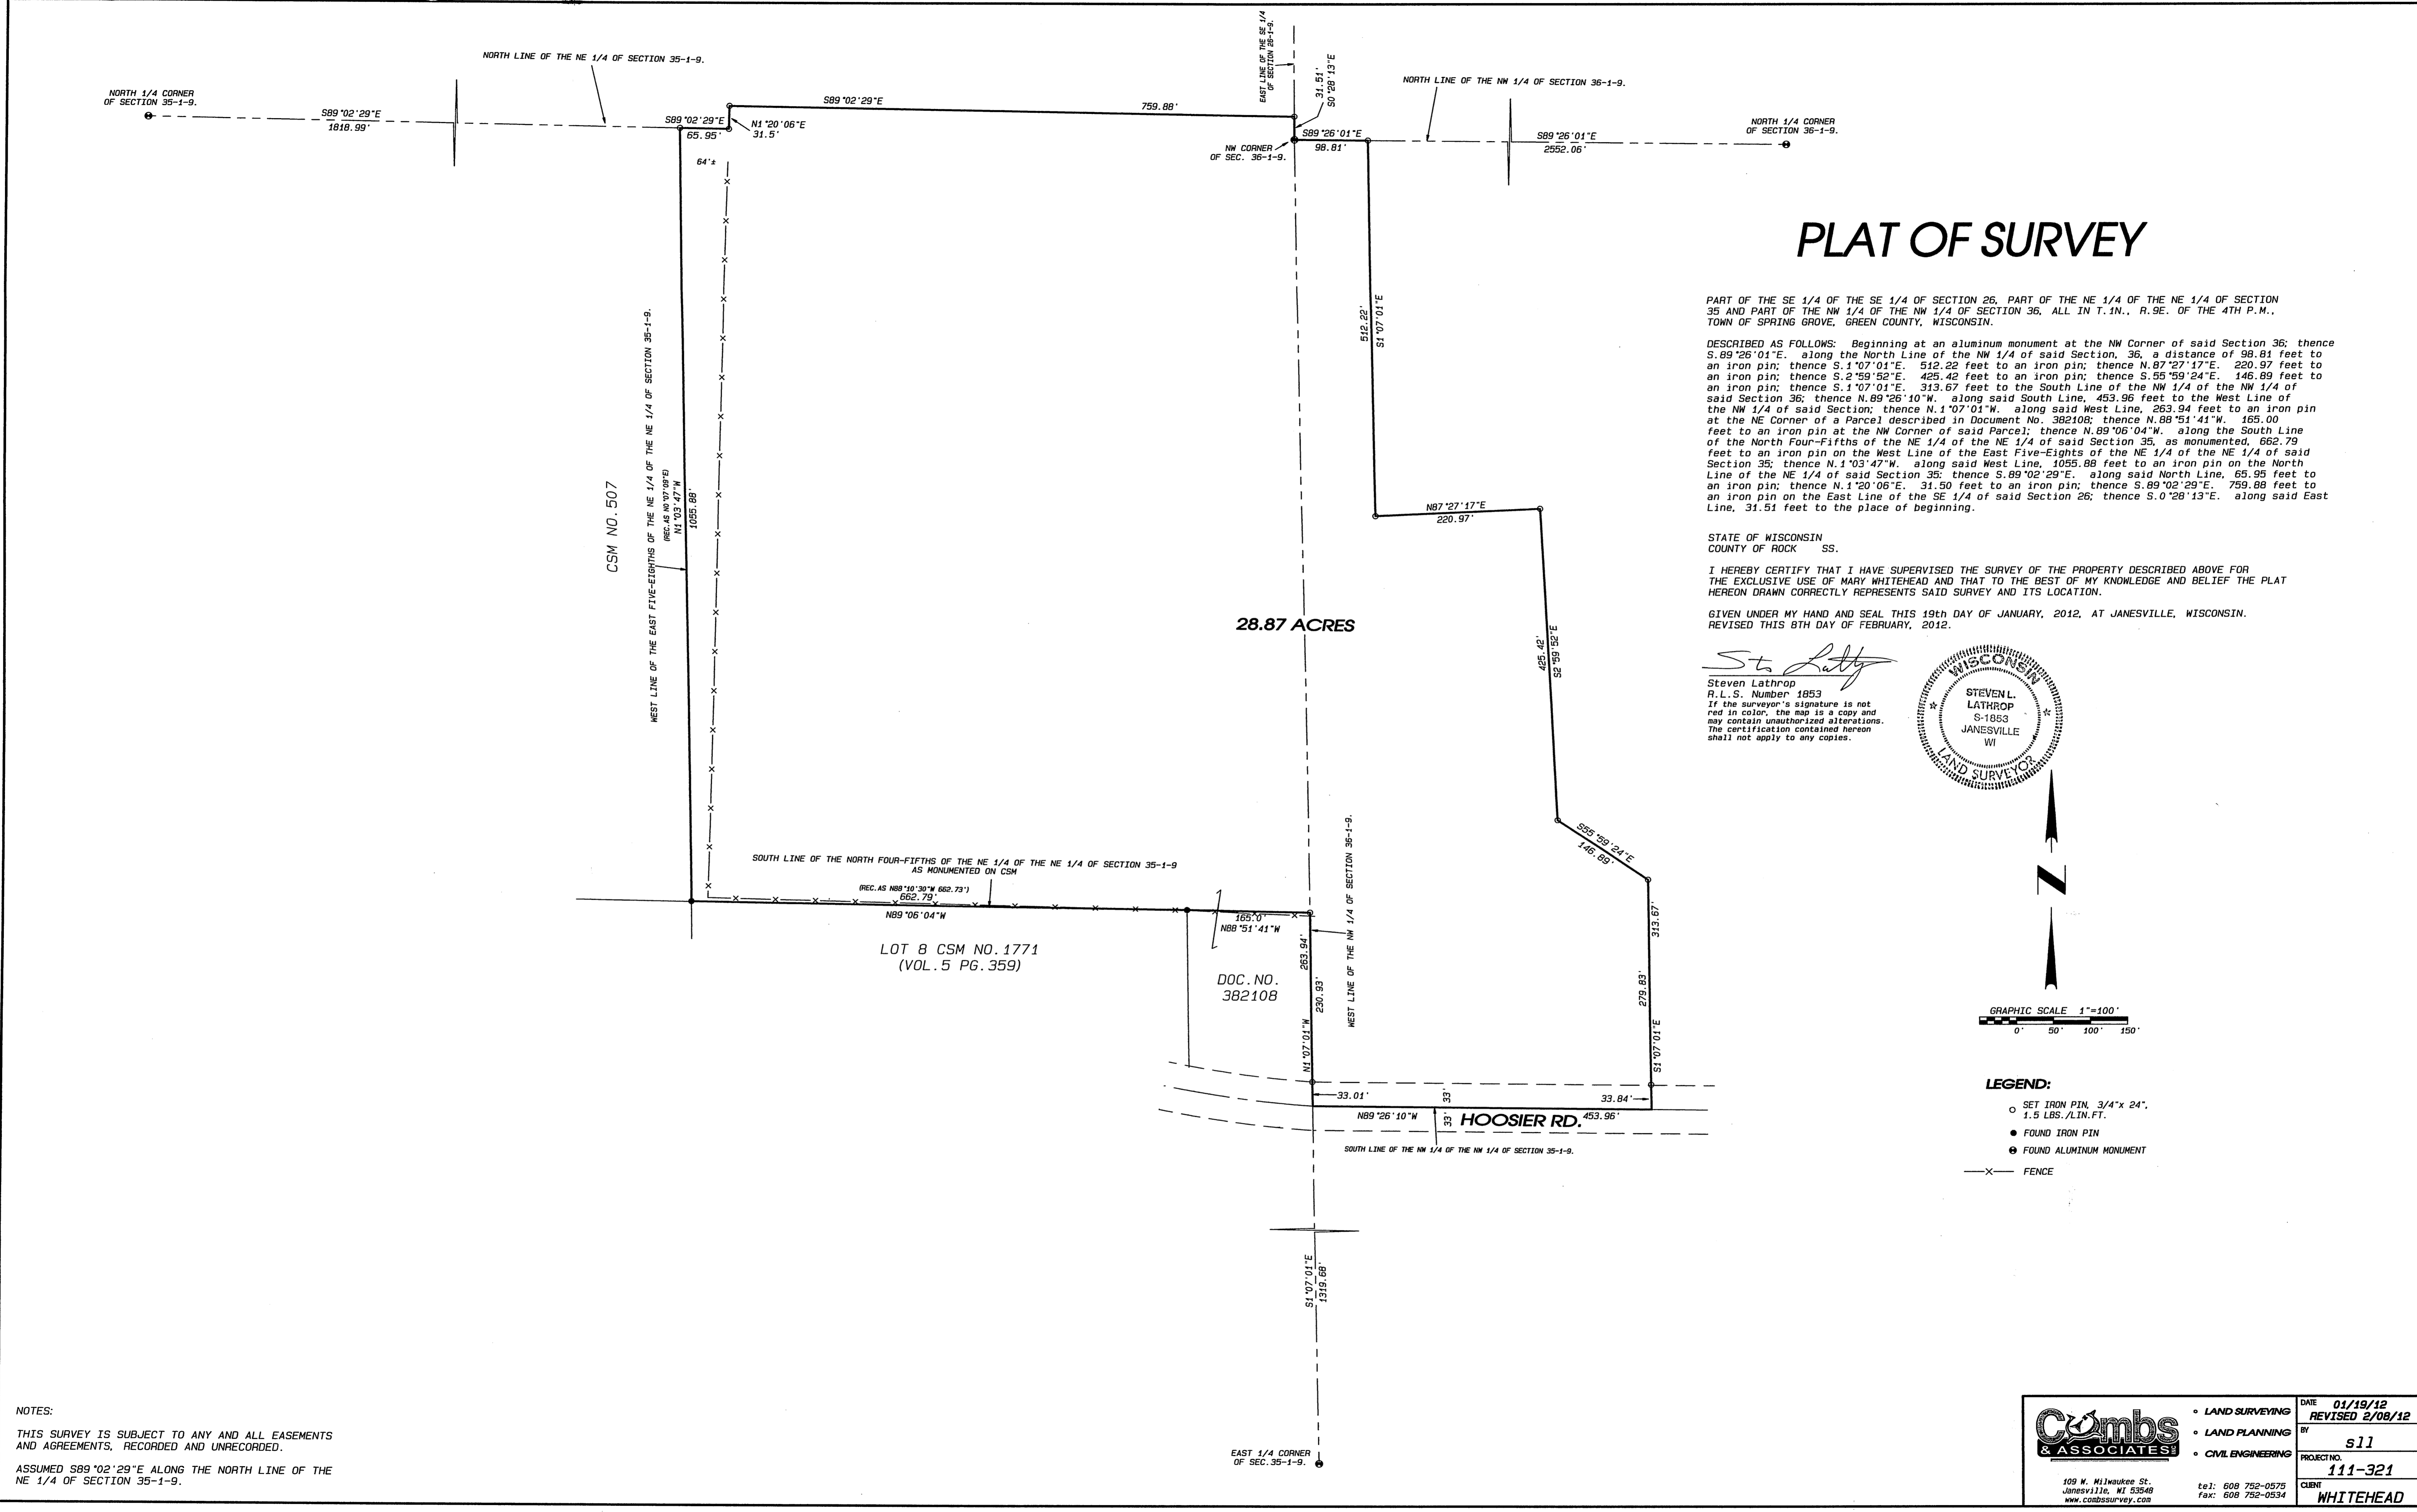 NORTH LINE OF THE NE 1/4 OF SECTION 35-1-9.
NORTH 1/4 CORNER
OF SECTION 35-1-9.
S89°02'29"E
1818.99'
S89°02'29"E
65.95'
N1°20'06"E
31.5'
64'±
S89°02'29"E
759.88'
EAST LINE OF THE SE 1/4
OF SECTION 26-1-9.
31.51'
S0°28'13"E
NORTH LINE OF THE NW 1/4 OF SECTION 36-1-9.
NW CORNER
OF SEC. 36-1-9.
S89°26'01"E
98.81'
S89°26'01"E
2552.06'
NORTH 1/4 CORNER
OF SECTION 36-1-9.
PLAT OF SURVEY
PART OF THE SE 1/4 OF THE SE 1/4 OF SECTION 26, PART OF THE NE 1/4 OF THE NE 1/4 OF SECTION
35 AND PART OF THE NW 1/4 OF THE NW 1/4 OF SECTION 36, ALL IN T.1N., R.9E. OF THE 4TH P.M.,
TOWN OF SPRING GROVE, GREEN COUNTY, WISCONSIN.
DESCRIBED AS FOLLOWS: Beginning at an aluminum monument at the NW Corner of said Section 36; thence
S.89°26'01"E. along the North Line of the NW 1/4 of said Section, 36, a distance of 98.81 feet to
an iron pin; thence S.1°07'01"E. 512.22 feet to an iron pin; thence N.87°27'17"E. 220.97 feet to
an iron pin; thence S.2°59'52"E. 425.42 feet to an iron pin; thence S.55°59'24"E. 146.89 feet to
an iron pin; thence S.1°07'01"E. 313.67 feet to the South Line of the NW 1/4 of the NW 1/4 of
said Section 36; thence N.89°26'10"W. along said South Line, 453.96 feet to the West Line of
the NW 1/4 of said Section; thence N.1°07'01"W. along said West Line, 263.94 feet to an iron pin
at the NE Corner of a Parcel described in Document No. 382108; thence N.88°51'41"W. 165.00
feet to an iron pin at the NW Corner of said Parcel; thence N.89°06'04"W. along the South Line
of the North Four-Fifths of the NE 1/4 of the NE 1/4 of said Section 35, as monumented, 662.79
feet to an iron pin on the West Line of the East Five-Eights of the NE 1/4 of the NE 1/4 of said
Section 35; thence N.1°03'47"W. along said West Line, 1055.88 feet to an iron pin on the North
Line of the NE 1/4 of said Section 35: thence S.89°02'29"E. along said North Line, 65.95 feet to
an iron pin; thence N.1°20'06"E. 31.50 feet to an iron pin; thence S.89°02'29"E. 759.88 feet to
an iron pin on the East Line of the SE 1/4 of said Section 26; thence S.0°28'13"E. along said East
Line, 31.51 feet to the place of beginning.
STATE OF WISCONSIN
COUNTY OF ROCK SS.
I HEREBY CERTIFY THAT I HAVE SUPERVISED THE SURVEY OF THE PROPERTY DESCRIBED ABOVE FOR
THE EXCLUSIVE USE OF MARY WHITEHEAD AND THAT TO THE BEST OF MY KNOWLEDGE AND BELIEF THE PLAT
HEREON DRAWN CORRECTLY REPRESENTS SAID SURVEY AND ITS LOCATION.
GIVEN UNDER MY HAND AND SEAL THIS 19th DAY OF JANUARY, 2012, AT JANESVILLE, WISCONSIN.
REVISED THIS 8TH DAY OF FEBRUARY, 2012.
Steven Lathrop
R.L.S. Number 1853
If the surveyor's signature is not
red in color, the map is a copy and
may contain unauthorized alterations.
The certification contained hereon
shall not apply to any copies.
WISCONSIN
STEVEN L.
LATHROP
S-1853
JANESVILLE
WI
LAND SURVEYOR
512.22'
S1°07'01"E
N87°27'17"E
220.97'
425.42'
S2°59'52"E
S55°59'24"E
146.89'
28.87 ACRES
CSM NO.507
WEST LINE OF THE EAST FIVE-EIGHTHS OF THE NE 1/4 OF THE NE 1/4 OF SECTION 35-1-9.
(REC.AS N0°07'09"E)
N1°03'47"W
1055.88'
SOUTH LINE OF THE NORTH FOUR-FIFTHS OF THE NE 1/4 OF THE NE 1/4 OF SECTION 35-1-9
AS MONUMENTED ON CSM
(REC.AS N88°10'30"W 662.73')
662.79'
N89°06'04"W
165.0'
N88°51'41"W
LOT 8 CSM NO.1771
(VOL.5 PG.359)
DOC.NO.
382108
263.94'
230.93'
N1°07'01"W
WEST LINE OF THE NW 1/4 OF SECTION 36-1-9.
313.67'
279.83'
S1°07'01"E
33.01'
33'
33.84'
N89°26'10"W
33'
HOOSIER RD.
453.96'
SOUTH LINE OF THE NW 1/4 OF THE NW 1/4 OF SECTION 35-1-9.
S1°07'01"E
1319.68'
EAST 1/4 CORNER
OF SEC.35-1-9.
N
GRAPHIC SCALE 1"=100'
0' 50' 100' 150'
LEGEND:
SET IRON PIN, 3/4"x 24",
1.5 LBS./LIN.FT.
FOUND IRON PIN
FOUND ALUMINUM MONUMENT
FENCE
NOTES:
THIS SURVEY IS SUBJECT TO ANY AND ALL EASEMENTS
AND AGREEMENTS, RECORDED AND UNRECORDED.
ASSUMED S89°02'29"E ALONG THE NORTH LINE OF THE
NE 1/4 OF SECTION 35-1-9.
Combs
& ASSOCIATES INC
109 W. Milwaukee St.
Janesville, WI 53548
www.combssurvey.com
LAND SURVEYING
LAND PLANNING
CIVIL ENGINEERING
tel: 608 752-0575
fax: 608 752-0534
DATE 01/19/12
REVISED 2/08/12
BY
sll
PROJECT NO.
111-321
CLIENT
WHITEHEAD